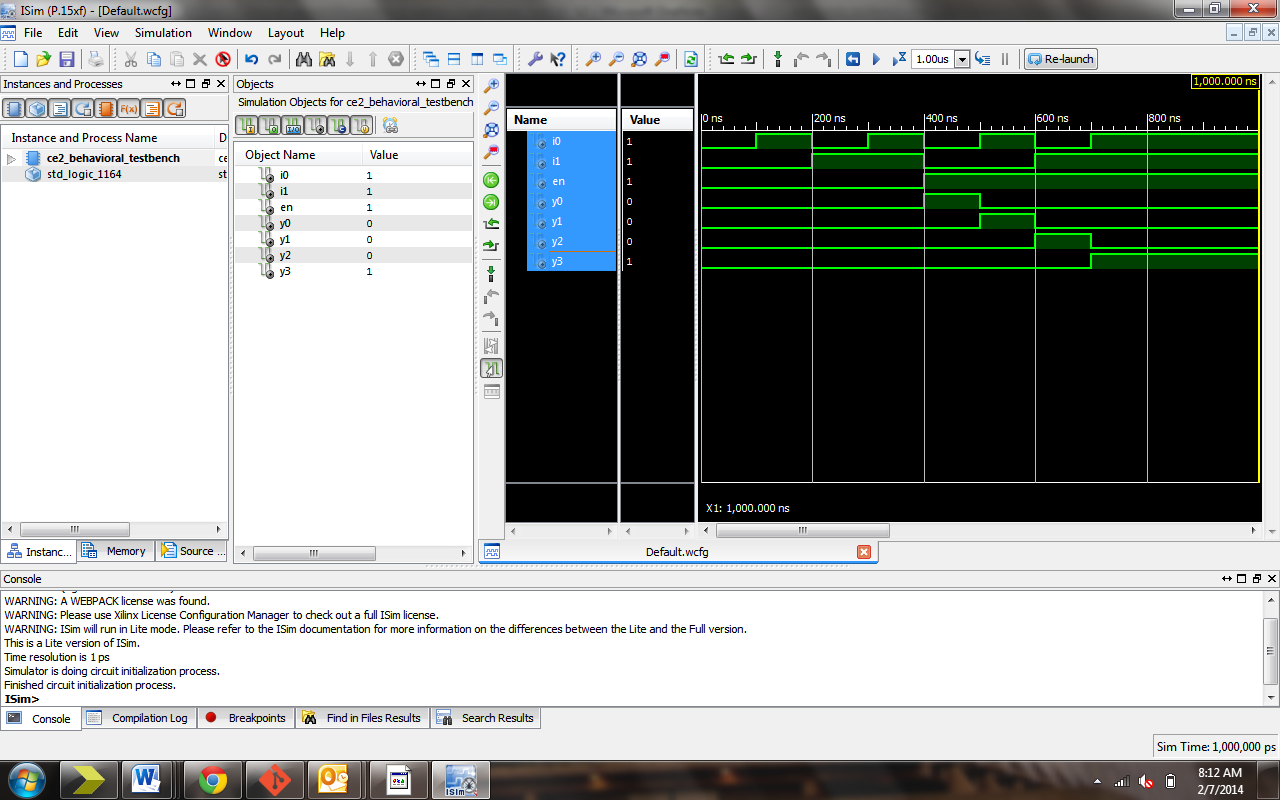 ISim (P.15xf) - [Default.wcfg]
File Edit View Simulation Window Layout Help
1.00us Re-launch
Instances and Processes
Instance and Process Name D
ce2_behavioral_testbench ce
std_logic_1164 st
Instanc... Memory Source ...
Objects
Simulation Objects for ce2_behavioral_testbench
F(x)
Object Name Value
i0 1
i1 1
en 1
y0 0
y1 0
y2 0
y3 1
1,000.000 ns
Name Value
0 ns 200 ns 400 ns 600 ns 800 ns
i0 1
i1 1
en 1
y0 0
y1 0
y2 0
y3 1
X1: 1,000.000 ns
Default.wcfg
Console
WARNING: A WEBPACK license was found.
WARNING: Please use Xilinx License Configuration Manager to check out a full ISim license.
WARNING: ISim will run in Lite mode. Please refer to the ISim documentation for more information on the differences between the Lite and the Full version.
This is a Lite version of ISim.
Time resolution is 1 ps
Simulator is doing circuit initialization process.
Finished circuit initialization process.
ISim>
Console Compilation Log Breakpoints Find in Files Results Search Results
Sim Time: 1,000,000 ps
ISim
8:12 AM
2/7/2014